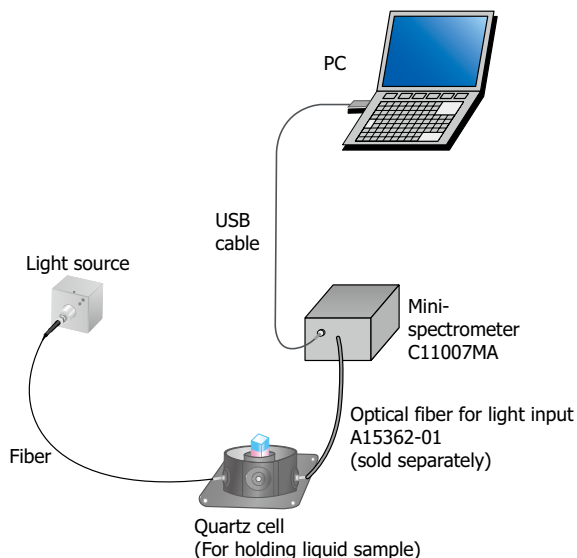 PC
USB
cable
Light source
Mini-
spectrometer
C11007MA
Optical fiber for light input
A15362-01
(sold separately)
Fiber
Quartz cell
(For holding liquid sample)